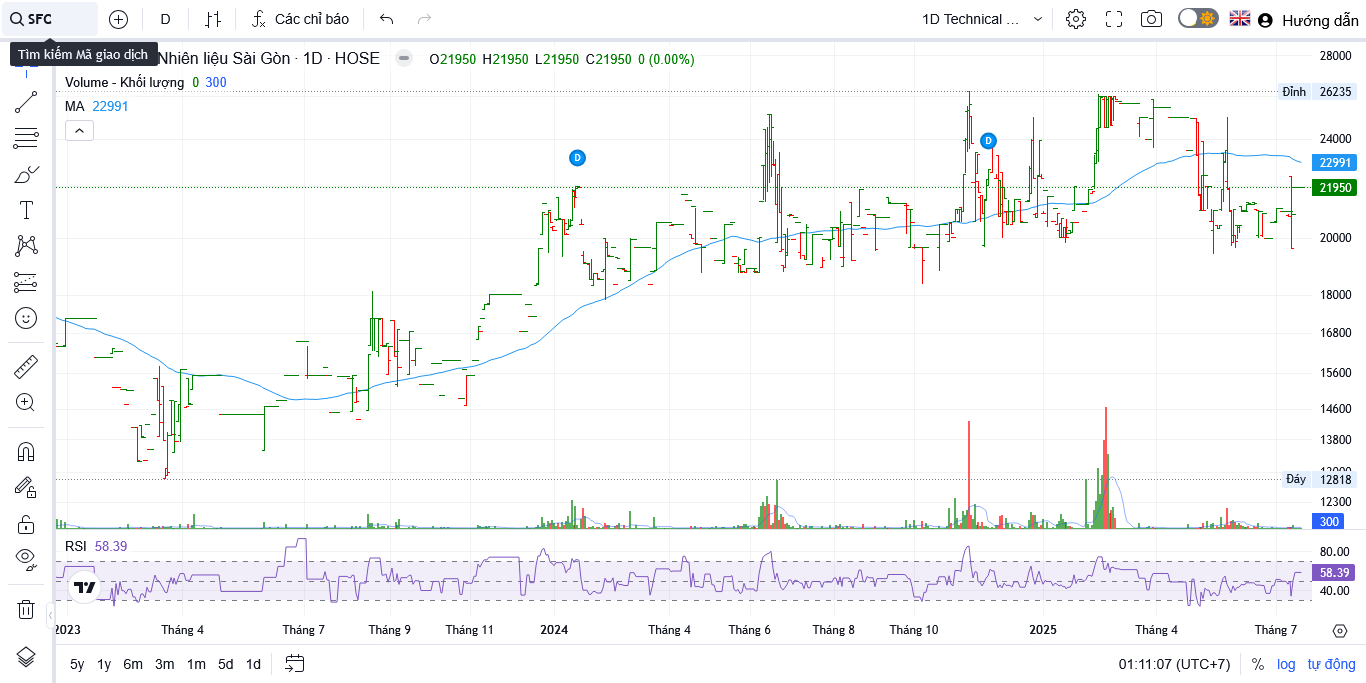 SFC
D
Các chỉ báo
1D Technical ...
Hướng dẫn
Tìm kiếm Mã giao dịch
Nhiên liệu Sài Gòn · 1D · HOSE
O21950 H21950 L21950 C21950 0 (0.00%)
Volume - Khối lượng 0 300
MA 22991
28000
Đỉnh 26235
24000
22991
21950
20000
18000
16800
15600
14600
13800
Đáy 12818
12300
300
D
D
RSI 58.39
80.00
58.39
40.00
2023 Tháng 4 Tháng 7 Tháng 9 Tháng 11 2024 Tháng 4 Tháng 6 Tháng 8 Tháng 10 2025 Tháng 4 Tháng 7
5y 1y 6m 3m 1m 5d 1d
01:11:07 (UTC+7) % log tự động